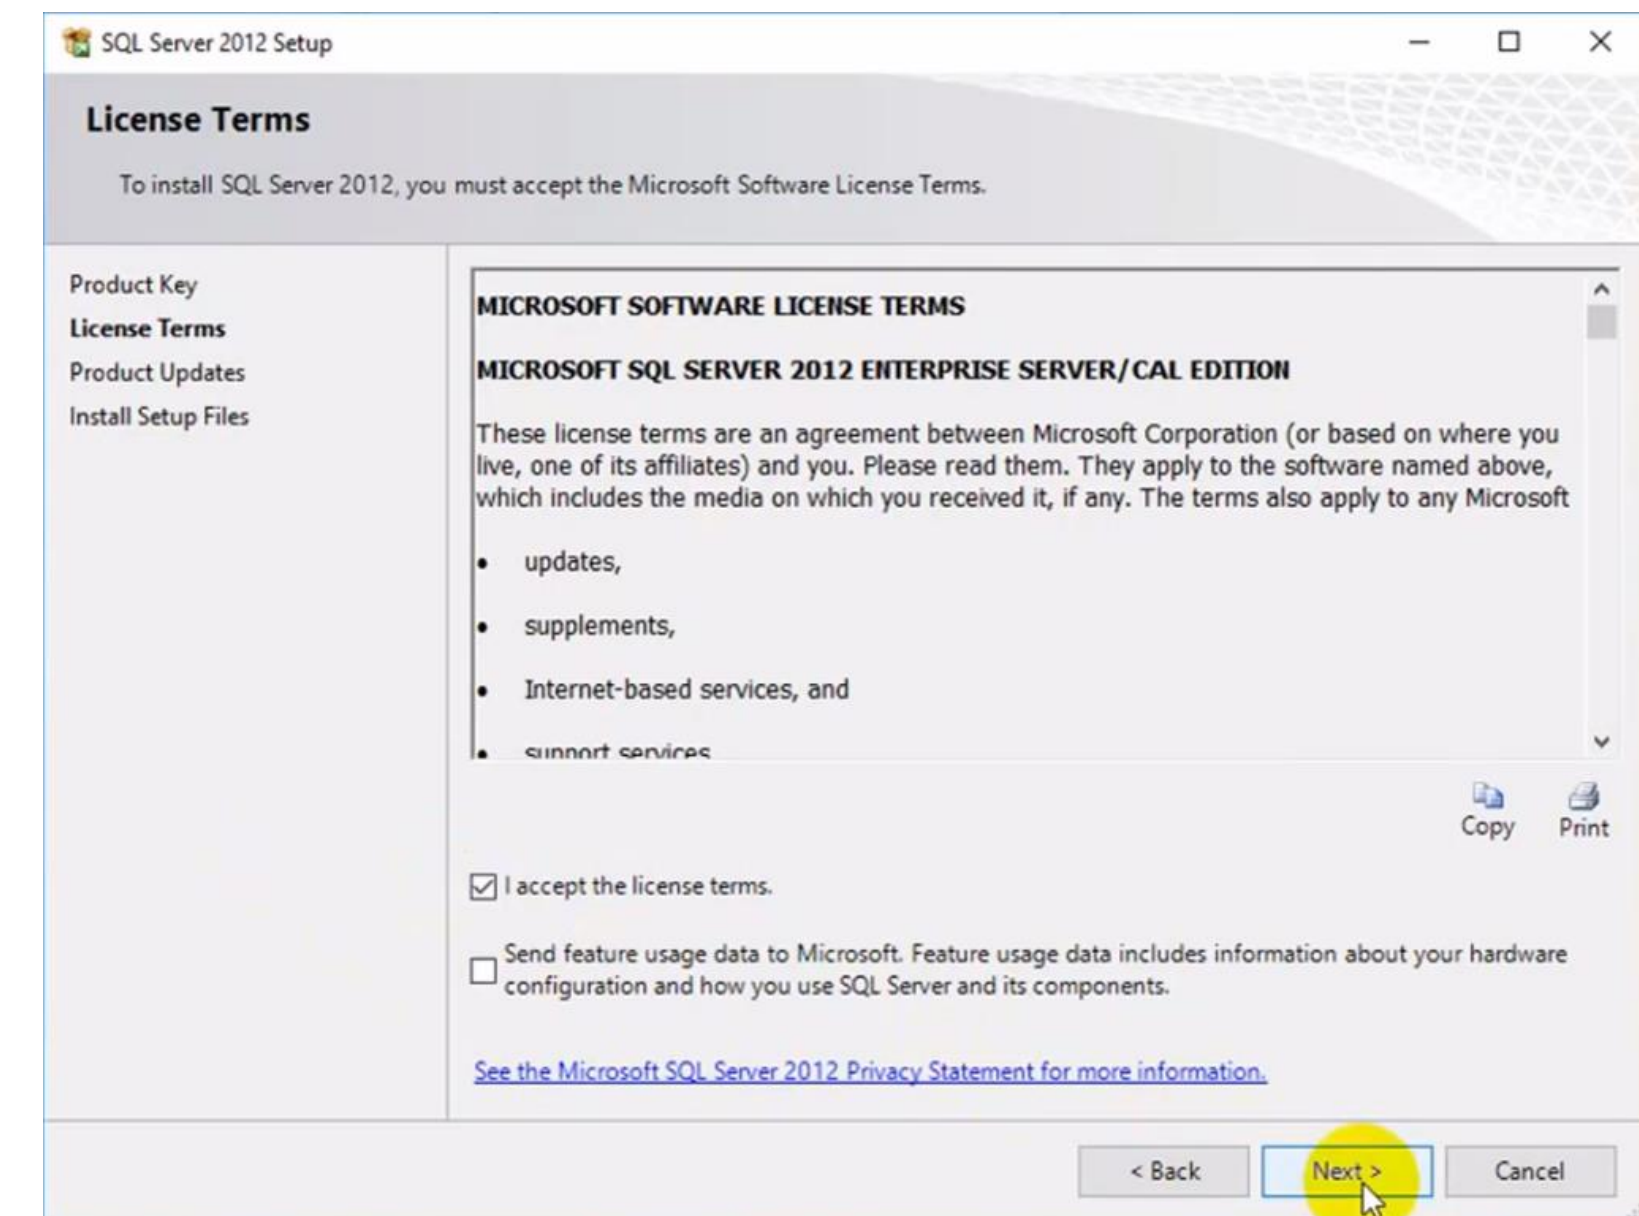 SQL Server 2012 Setup
License Terms
To install SQL Server 2012, you must accept the Microsoft Software License Terms.
Product Key
License Terms
Product Updates
Install Setup Files
MICROSOFT SOFTWARE LICENSE TERMS
MICROSOFT SQL SERVER 2012 ENTERPRISE SERVER/CAL EDITION
These license terms are an agreement between Microsoft Corporation (or based on where you
live, one of its affiliates) and you. Please read them. They apply to the software named above,
which includes the media on which you received it, if any. The terms also apply to any Microsoft
• updates,
• supplements,
• Internet-based services, and
• support services
Copy
Print
I accept the license terms.
Send feature usage data to Microsoft. Feature usage data includes information about your hardware
configuration and how you use SQL Server and its components.
See the Microsoft SQL Server 2012 Privacy Statement for more information.
< Back
Next >
Cancel